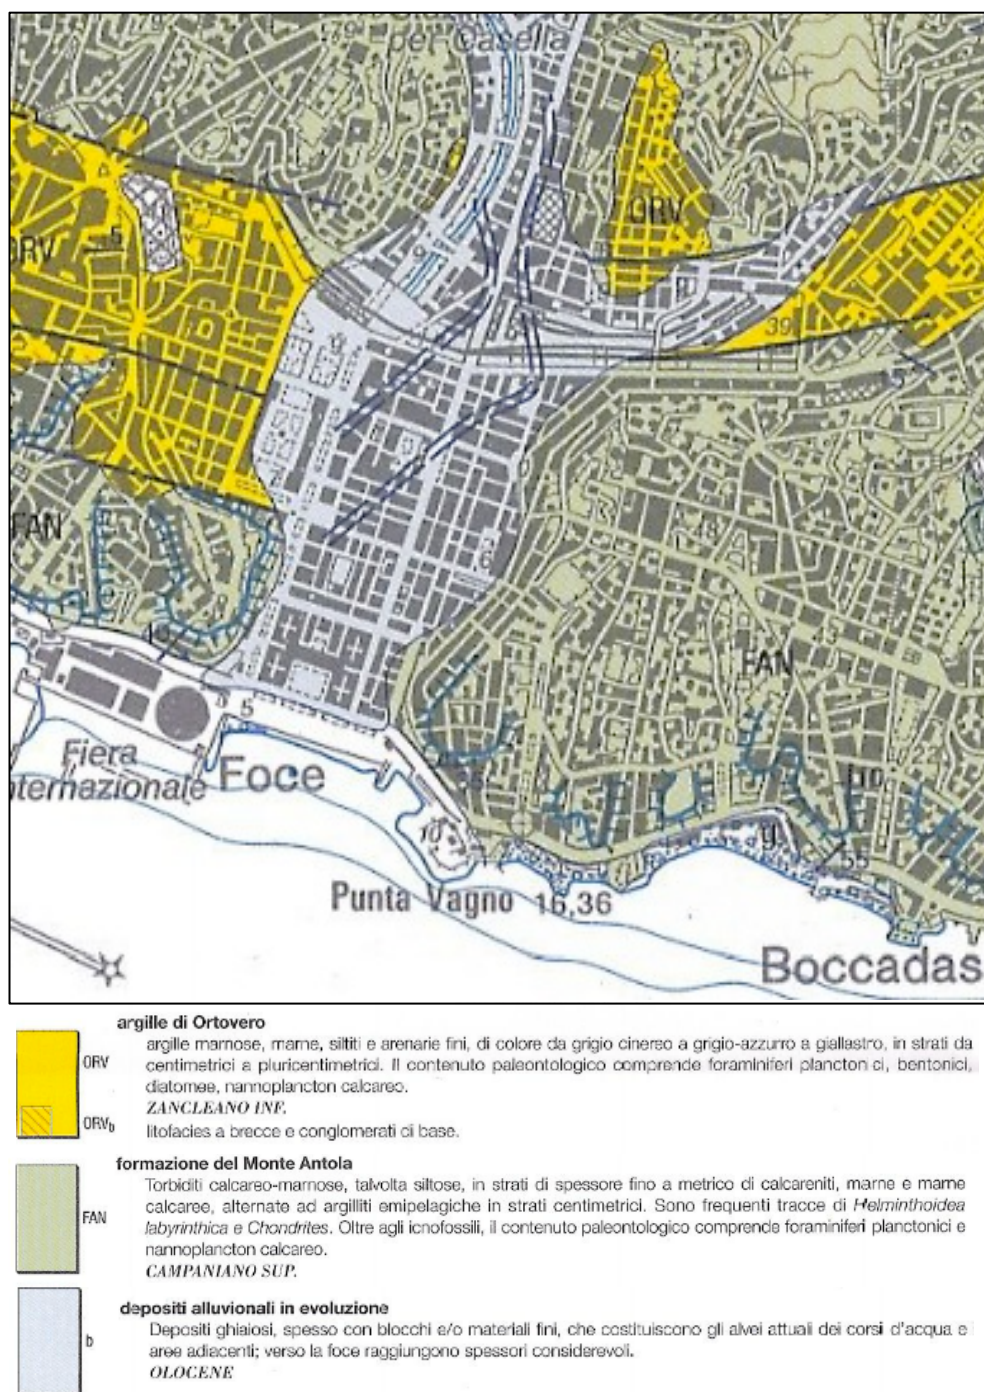 per Casella
ORV
ORV
5
39
FAN
FAN
5
Fiera
Foce
nternazionale
g
55
Punta Vagno 16,36
Boccadas
argille di Ortovero
argille marnose, marne, siltiti e arenarie fini, di colore da grigio cinereo a grigio-azzurro a giallastro, in strati da
ORV
centimetrici a pluricentimetrici. Il contenuto paleontologico comprende foraminiferi planctonici, bentonici,
diatomee, nannoplancton calcareo.
ZANCLEANO INF.
ORVb
litofacies a brecce e conglomerati di base.
formazione del Monte Antola
Torbiditi calcareo-marnose, talvolta siltose, in strati di spessore fino a metrico di calcareniti, marne e marne
calcaree, alternate ad argilliti emipelagiche in strati centimetrici. Sono frequenti tracce di Helminthoidea
FAN
labyrinthica e Chondrites. Oltre agli icnofossili, il contenuto paleontologico comprende foraminiferi planctonici e
nannoplancton calcareo.
CAMPANIANO SUP.
depositi alluvionali in evoluzione
Depositi ghiaiosi, spesso con blocchi e/o materiali fini, che costituiscono gli alvei attuali dei corsi d'acqua e
b
aree adiacenti; verso la foce raggiungono spessori considerevoli.
OLOCENE